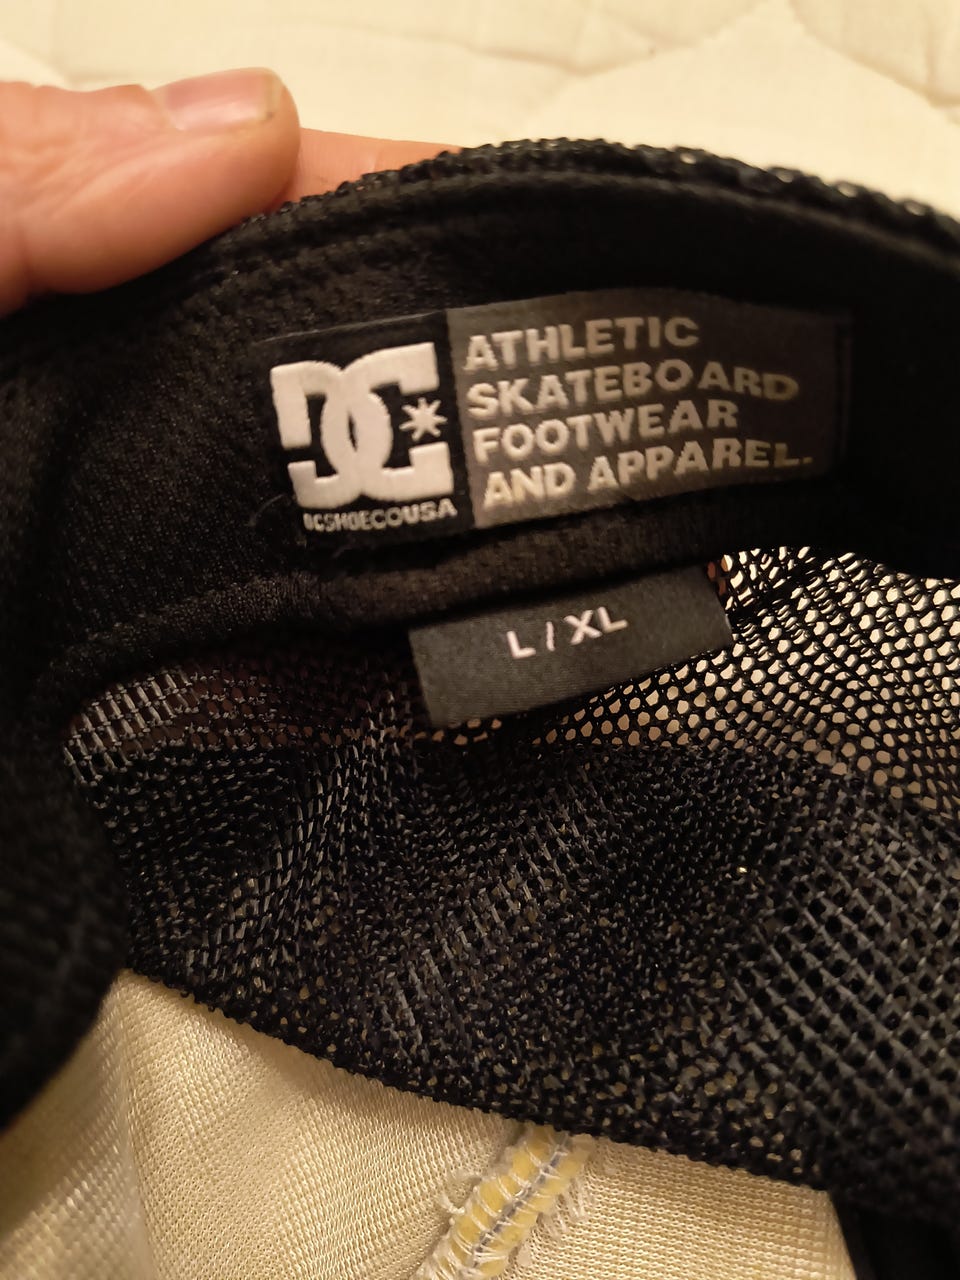 DC
DCSHOECOUSA
ATHLETIC
SKATEBOARD
FOOTWEAR
AND APPAREL.
L / XL